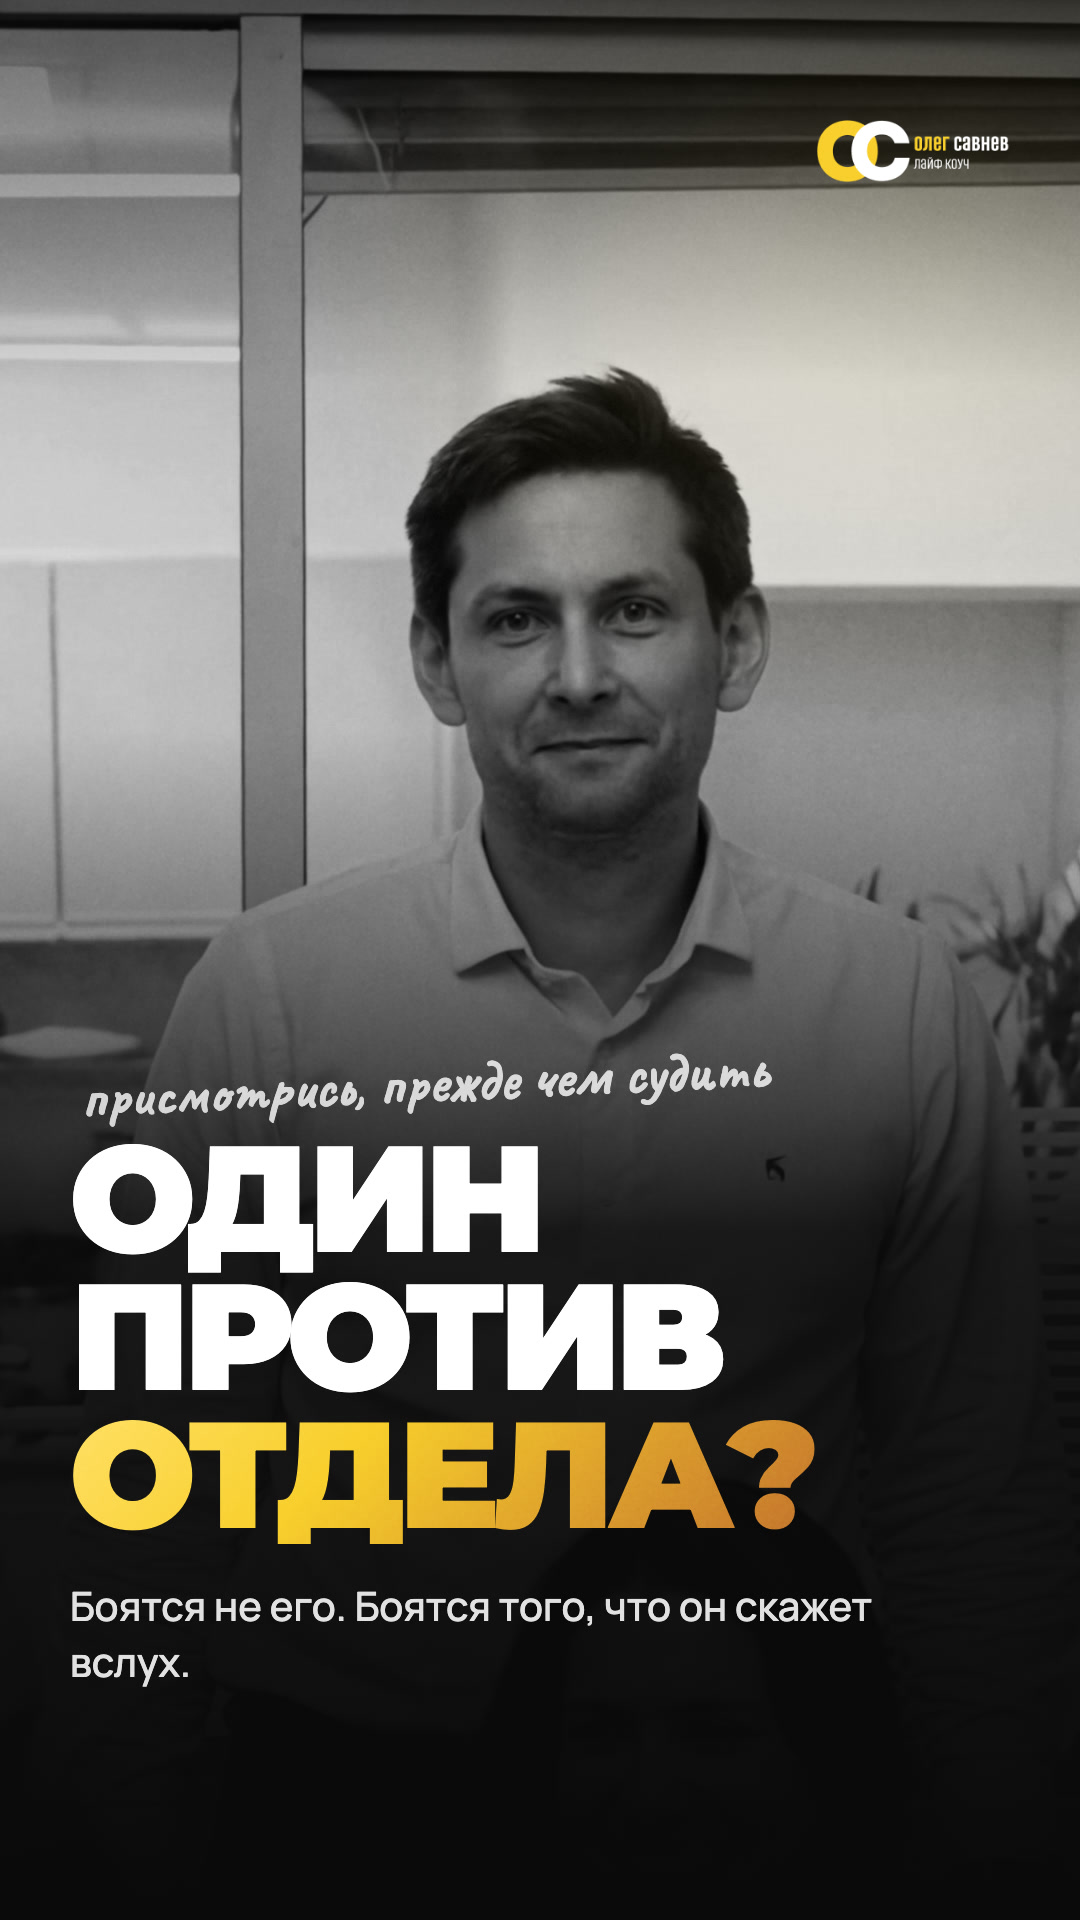 ОС
олег савнев
лайф коуч
присмотрись, прежде чем судить
ОДИН
ПРОТИВ
ОТДЕЛА?
Боятся не его. Боятся того, что он скажет
вслух.